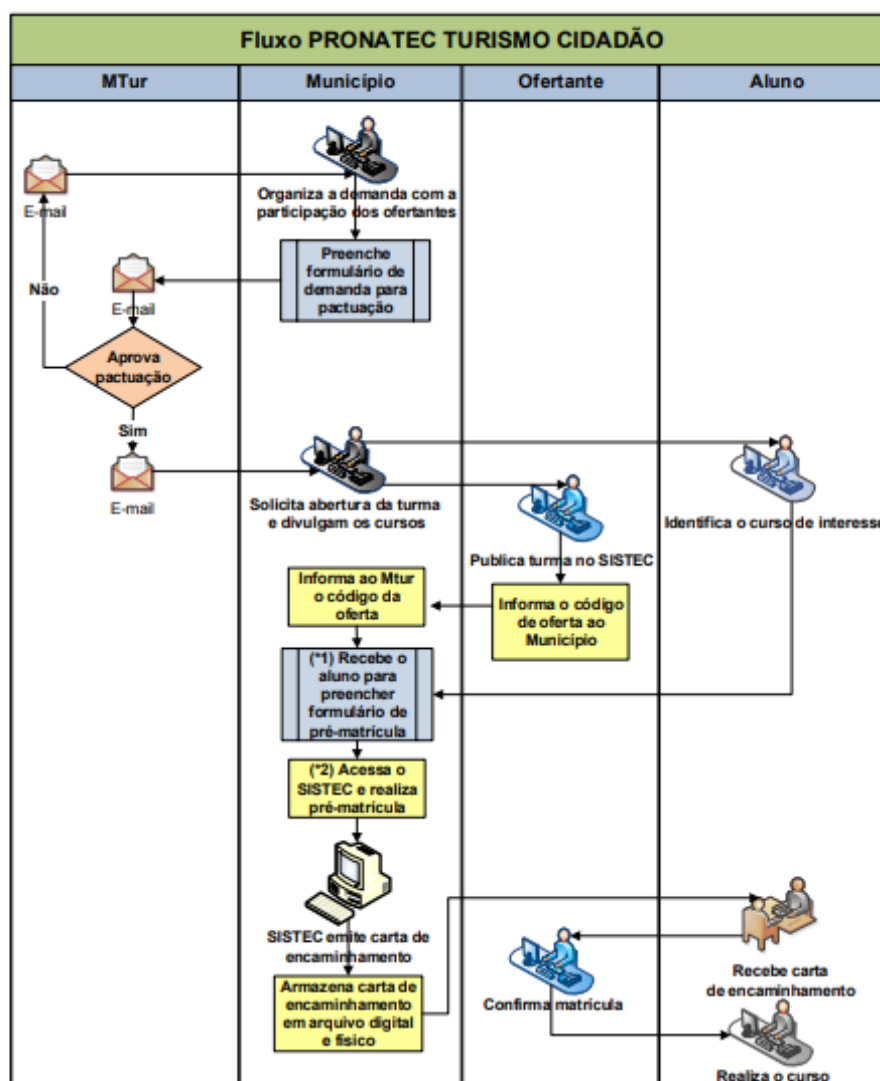 Fluxo PRONATEC TURISMO CIDADÃO
MTur
Município
Ofertante
Aluno
E-mail
Organiza a demanda com a
participação dos ofertantes
Preenche
formulário de
demanda para
pactuação
Não
E-mail
Aprova
pactuação
Sim
E-mail
Solicita abertura da turma
e divulgam os cursos
Identifica o curso de interesse
Publica turma no SISTEC
Informa ao Mtur
o código da
oferta
Informa o código
de oferta ao
Município
(*1) Recebe o
aluno para
preencher
formulário de
pré-matrícula
(*2) Acessa o
SISTEC e realiza
pré-matrícula
SISTEC emite carta de
encaminhamento
Recebe carta
de encaminhamento
Armazena carta de
encaminhamento
em arquivo digital
e físico
Confirma matrícula
Realiza o curso